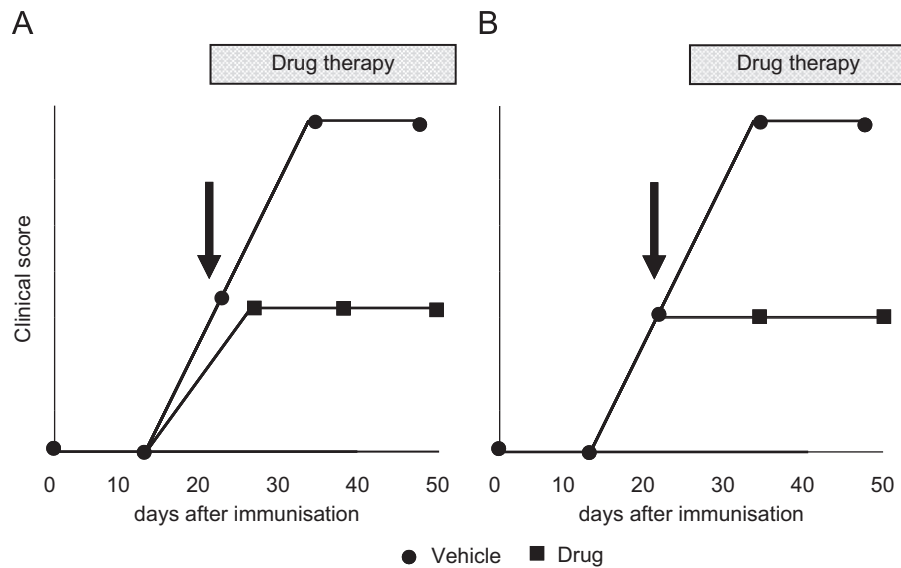 A
Drug therapy
Clinical score
0 10 20 30 40 50
days after immunisation
B
Drug therapy
0 10 20 30 40 50
days after immunisation
Vehicle Drug